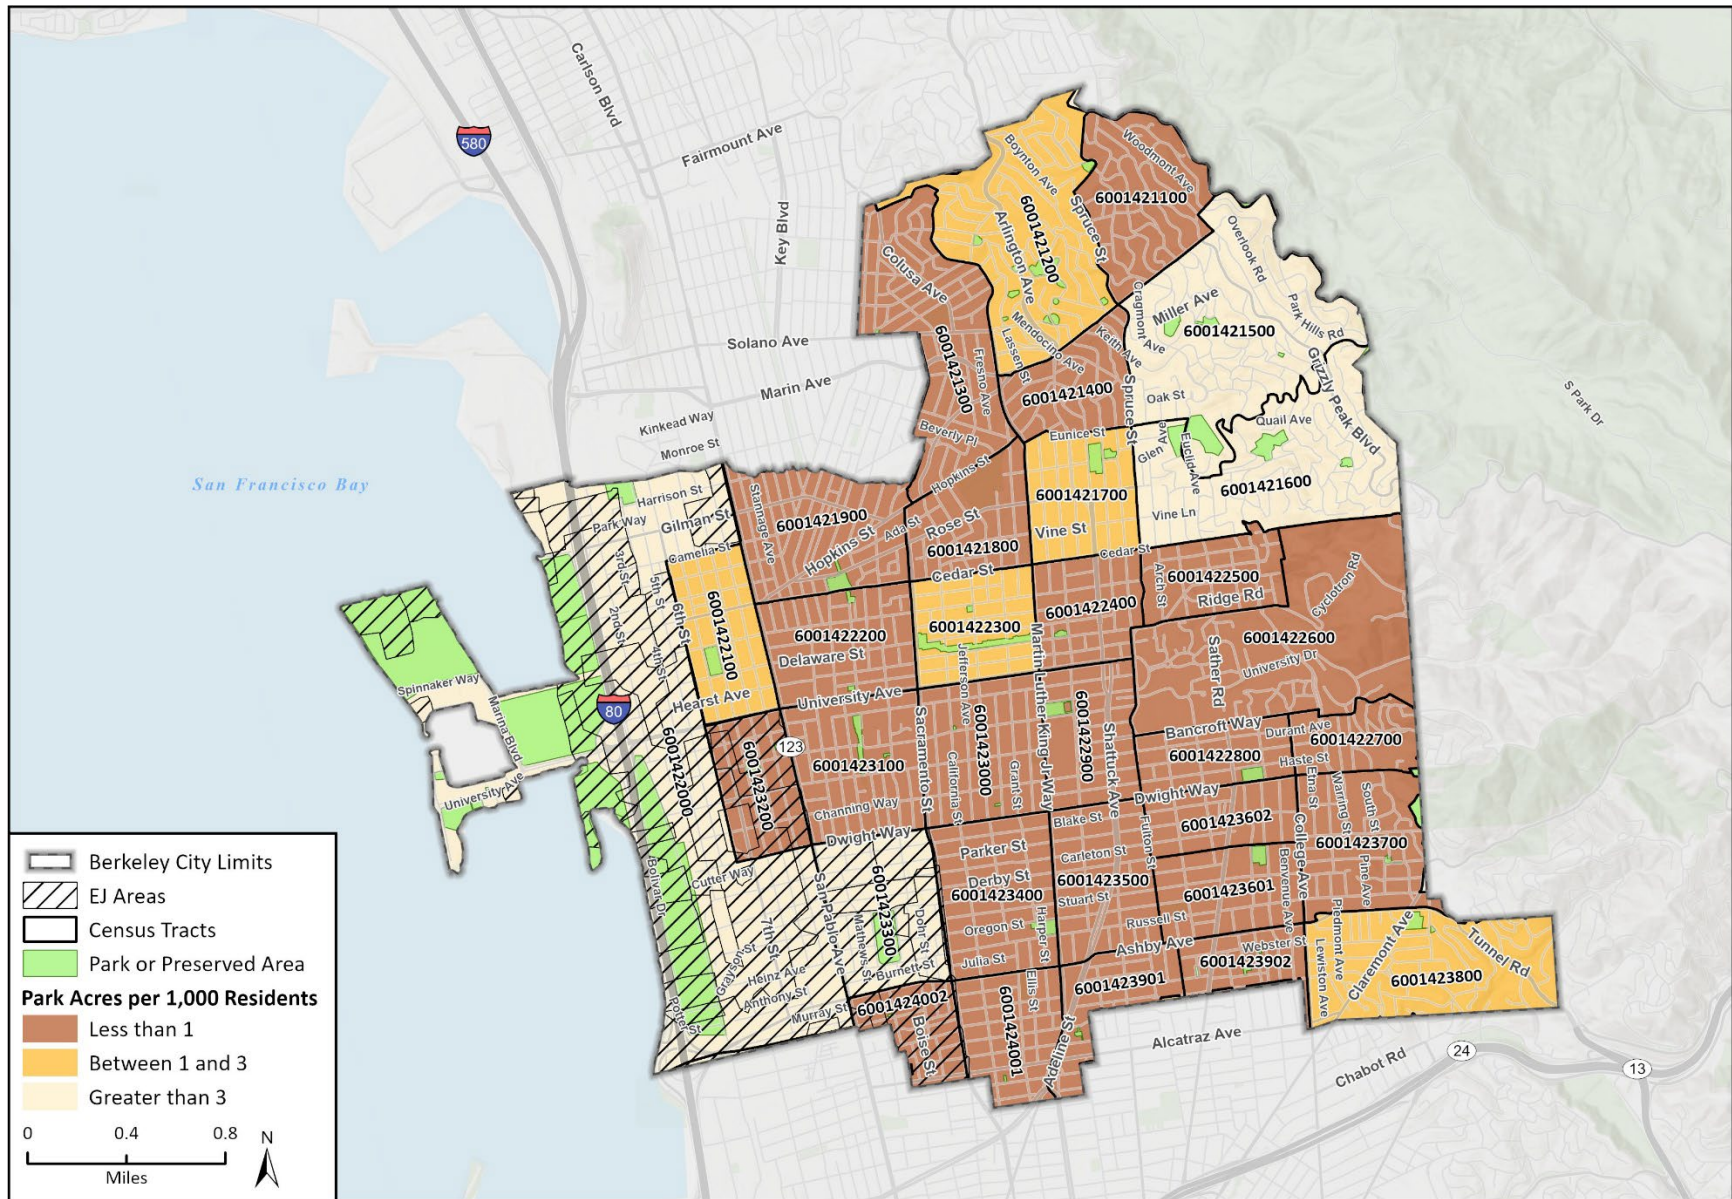 Carlson Blvd
580
Fairmount Ave
Key Blvd
Solano Ave
Marin Ave
Kinkead Way
Monroe St
San Francisco Bay
Woodmont Ave
Boynton Ave
6001421100
6001421200
Spruce St
Arlington Ave
Colusa Ave
Overlook Rd
Cragmont Ave
Miller Ave
Park Hills Rd
6001421500
Mendocino Ave
Keith Ave
Lassen St
Fresno Ave
6001421300
6001421400
Spruce St
Oak St
Grizzly Peak Blvd
S Park Dr
Beverly Pl
Eunice St
Quail Ave
Glen Ave
Euclid Ave
Hopkins St
6001421700
6001421600
Vine Ln
Harrison St
Park Way
Gilman St
Stannage Ave
6001421900
Hopkins St
Ada St
Rose St
6001421800
Vine St
Camelia St
Cedar St
Cedar St
3rd St
5th St
6th St
2nd St
4th St
6001422100
Arch St
6001422500
Ridge Rd
Cyclotron Rd
6001422400
6001422300
6001422200
6001422600
Delaware St
Jefferson Ave
Martin Luther King Jr Way
Sather Rd
University Dr
Spinnaker Way
Marina Blvd
University Ave
80
Hearst Ave
University Ave
6001422000
6001423200
123
6001423100
Sacramento St
6001423000
6001422900
Shattuck Ave
Bancroft Way
Durant Ave
6001422700
6001422800
Haste St
California St
Grant St
Channing Way
Dwight Way
Dwight Way
Etna St
Warring St
South St
Blake St
6001423602
Fulton St
College Ave
6001423700
Parker St
Carleton St
Derby St
6001423400
6001423500
Stuart St
6001423601
Benvenue Ave
Pine Ave
Bolivar Dr
Cutter Way
San Pablo Ave
6001423300
Mathews St
Dohr St
7th St
Grayson St
Heinz Ave
Anthony St
Burnett St
Murray St
Potter St
Oregon St
Harper St
Russell St
Ashby Ave
Julia St
Ellis St
Webster St
Piedmont Ave
Lewiston Ave
Claremont Ave
Tunnel Rd
6001423800
6001423902
6001423901
6001424002
Boise St
6001424001
Adeline St
Alcatraz Ave
Chabot Rd
24
13
Berkeley City Limits
EJ Areas
Census Tracts
Park or Preserved Area
Park Acres per 1,000 Residents
Less than 1
Between 1 and 3
Greater than 3
0 0.4 0.8
Miles
N